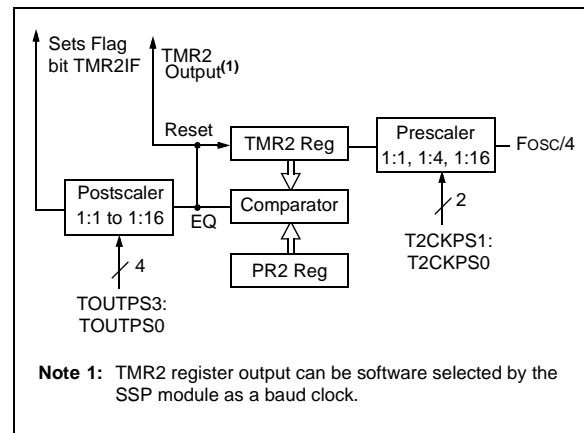 Sets Flag
bit TMR2IF
TMR2
Output(1)
Reset
TMR2 Reg
Prescaler
1:1, 1:4, 1:16
FOSC/4
Postscaler
1:1 to 1:16
EQ
Comparator
2
T2CKPS1:
T2CKPS0
4
PR2 Reg
TOUTPS3:
TOUTPS0
Note 1: TMR2 register output can be software selected by the
SSP module as a baud clock.